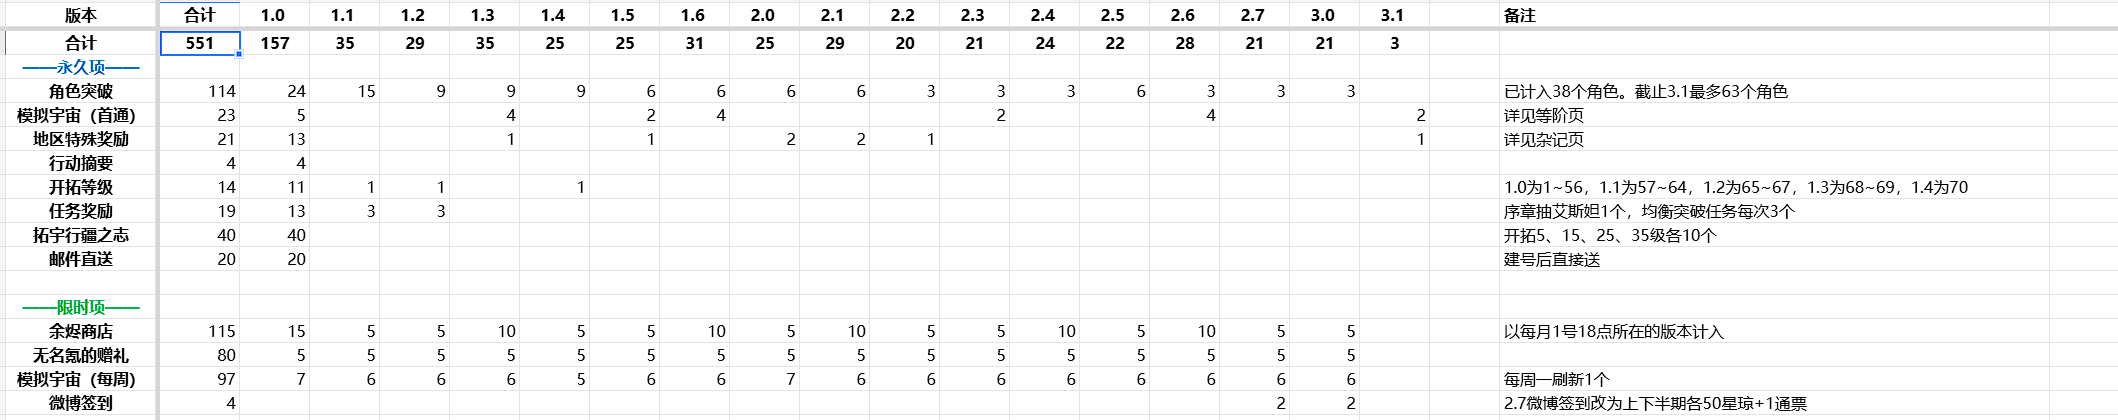 版本 合计 1.0 1.1 1.2 1.3 1.4 1.5 1.6 2.0 2.1 2.2 2.3 2.4 2.5 2.6 2.7 3.0 3.1 备注
合计 551 157 35 29 35 25 25 31 25 29 20 21 24 22 28 21 21 3
——永久项——
角色突破 114 24 15 9 9 9 6 6 6 6 3 3 3 6 3 3 3 已计入38个角色。截止3.1最多63个角色
模拟宇宙（首通） 23 5 4 2 4 2 4 2 详见等阶页
地区特殊奖励 21 13 1 1 2 2 1 1 详见杂记页
行动摘要 4 4
开拓等级 14 11 1 1 1 1.0为1~56，1.1为57~64，1.2为65~67，1.3为68~69，1.4为70
任务奖励 19 13 3 3 序章抽艾斯妲1个，均衡突破任务每次3个
拓宇行疆之志 40 40 开拓5、15、25、35级各10个
邮件直送 20 20 建号后直接送
——限时项——
余烬商店 115 15 5 5 10 5 5 10 5 10 5 5 10 5 10 5 5 以每月1号18点所在的版本计入
无名氪的赠礼 80 5 5 5 5 5 5 5 5 5 5 5 5 5 5 5 5
模拟宇宙（每周） 97 7 6 6 6 5 6 6 7 6 6 6 6 6 6 6 6 每周一刷新1个
微博签到 4 2 2 2.7微博签到改为上下半期各50星琼+1通票